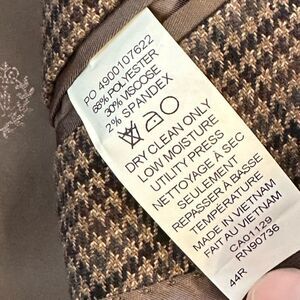 PO 4900107622
68% POLYESTER
30% VISCOSE
2% SPANDEX
DRY CLEAN ONLY
LOW MOISTURE
UTILITY PRESS
NETTOYAGE À SEC
SEULEMENT
REPASSER À BASSE
TEMPÉRATURE
MADE IN VIETNAM
FAIT AU VIETNAM
CA01129
RN90736
44R